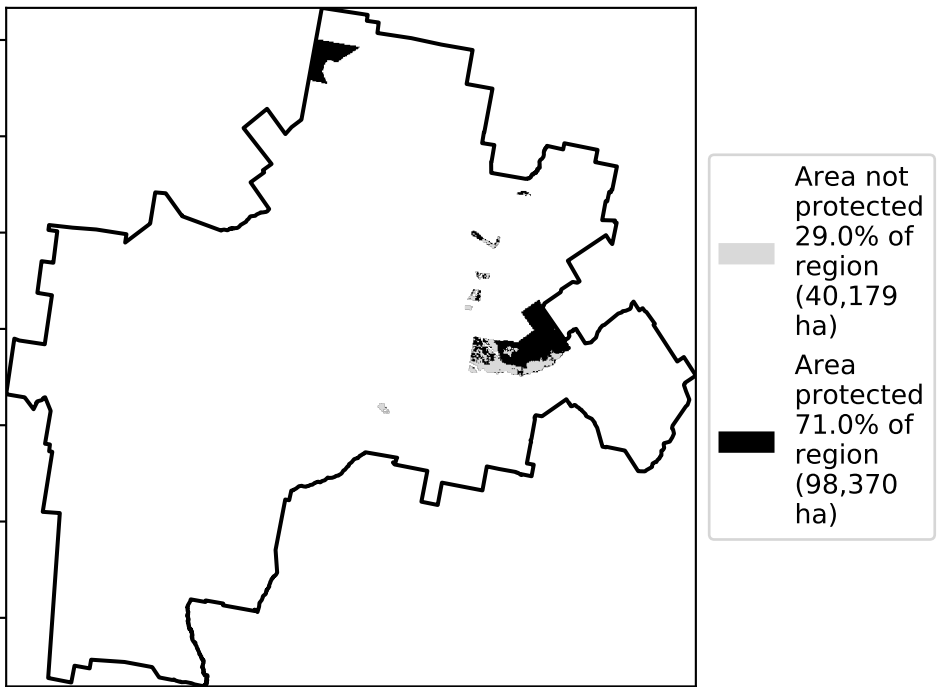 Area not
protected
29.0% of
region
(40,179
ha)
Area
protected
71.0% of
region
(98,370
ha)